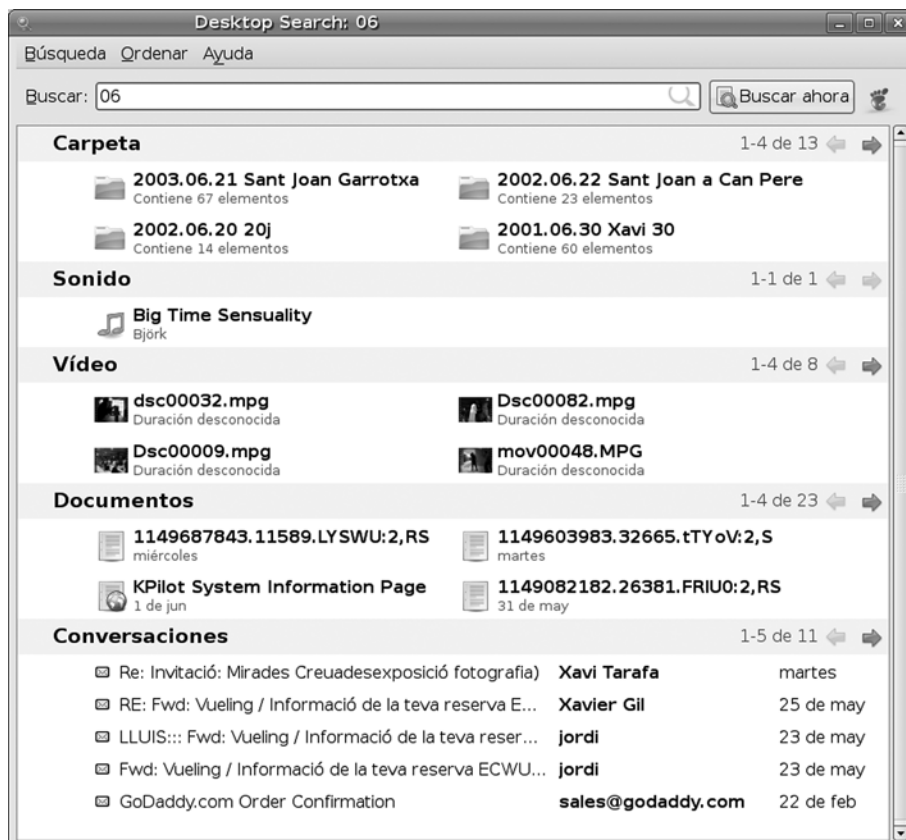 Desktop Search: 06
Búsqueda Ordenar Ayuda
Buscar: 06 Buscar ahora
Carpeta 1-4 de 13
2003.06.21 Sant Joan Garrotxa 2002.06.22 Sant Joan a Can Pere
Contiene 67 elementos Contiene 23 elementos
2002.06.20 20j 2001.06.30 Xavi 30
Contiene 14 elementos Contiene 60 elementos
Sonido 1-1 de 1
Big Time Sensuality
Björk
Vídeo 1-4 de 8
dsc00032.mpg Dsc00082.mpg
Duración desconocida Duración desconocida
Dsc00009.mpg mov00048.MPG
Duración desconocida Duración desconocida
Documentos 1-4 de 23
1149687843.11589.LYSWU:2,RS 1149603983.32665.tTYoV:2,S
miércoles martes
KPilot System Information Page 1149082182.26381.FRIU0:2,RS
1 de jun 31 de may
Conversaciones 1-5 de 11
Re: Invitació: Mirades Creuadesexposició fotografia) Xavi Tarafa martes
RE: Fwd: Vueling / Informació de la teva reserva E... Xavier Gil 25 de may
LLUIS::: Fwd: Vueling / Informació de la teva reser... jordi 23 de may
Fwd: Vueling / Informació de la teva reserva ECWU... jordi 23 de may
GoDaddy.com Order Confirmation sales@godaddy.com 22 de feb